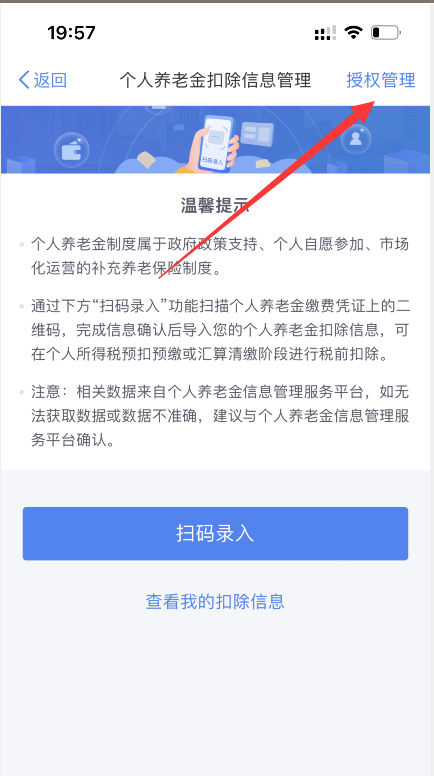 19:57
返回
个人养老金扣除信息管理
授权管理
扫码录入
温馨提示
个人养老金制度属于政府政策支持、个人自愿参加、市场
化运营的补充养老保险制度。
通过下方“扫码录入”功能扫描个人养老金缴费凭证上的二
维码，完成信息确认后导入您的个人养老金扣除信息，可
在个人所得税预扣预缴或汇算清缴阶段进行税前扣除。
注意：相关数据来自个人养老金信息管理服务平台，如无
法获取数据或数据不准确，建议与个人养老金信息管理服
务平台确认。
扫码录入
查看我的扣除信息